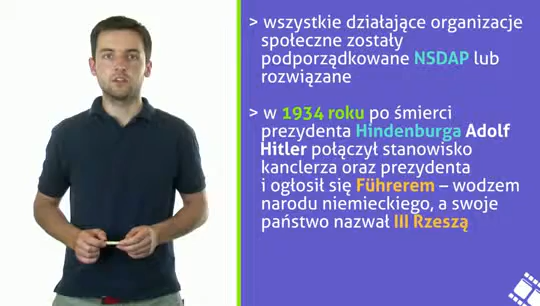 > wszystkie działające organizacje
społeczne zostały
podporządkowane NSDAP lub
rozwiązane
> w 1934 roku po śmierci
prezydenta Hindenburga Adolf
Hitler połączył stanowisko
kanclerza oraz prezydenta
i ogłosił się Führerem – wodzem
narodu niemieckiego, a swoje
państwo nazwał III Rzeszą